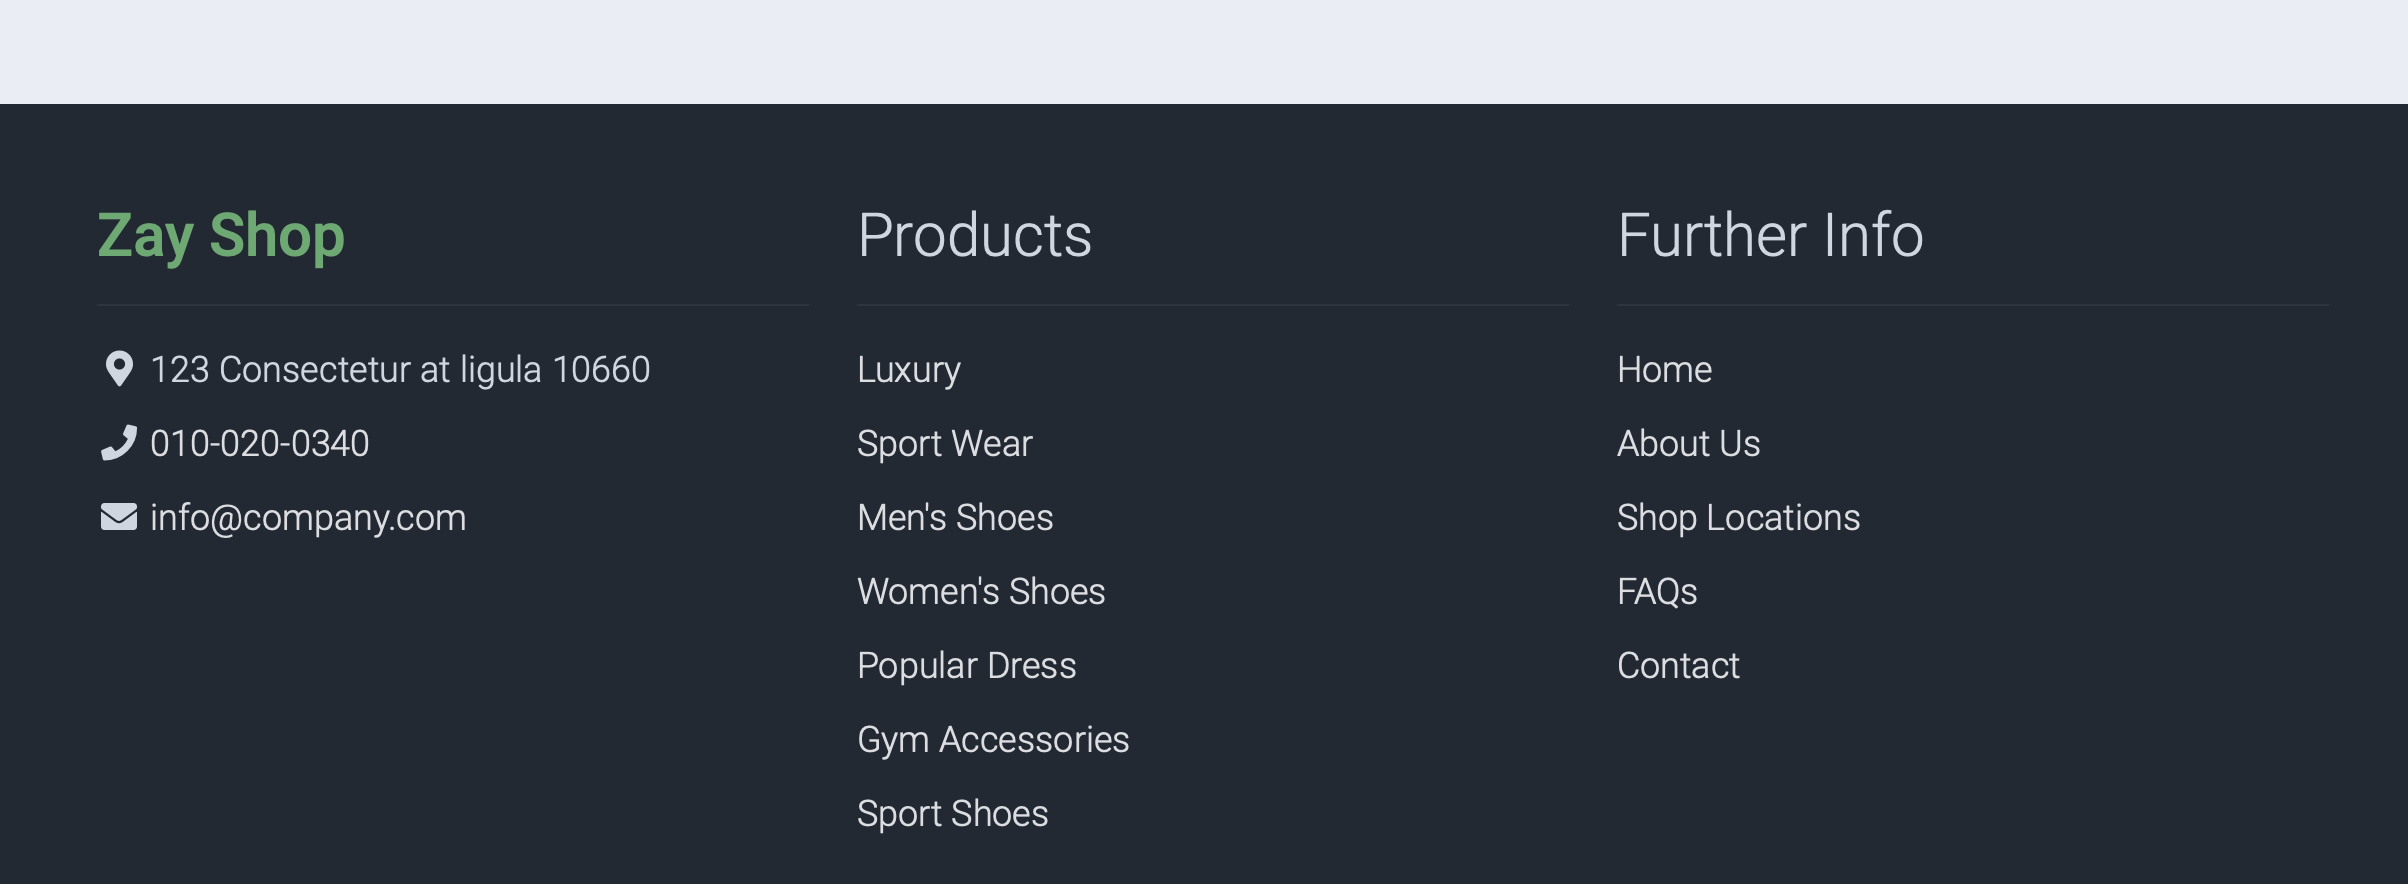 Zay Shop
123 Consectetur at ligula 10660
010-020-0340
info@company.com
Products
Luxury
Sport Wear
Men's Shoes
Women's Shoes
Popular Dress
Gym Accessories
Sport Shoes
Further Info
Home
About Us
Shop Locations
FAQs
Contact